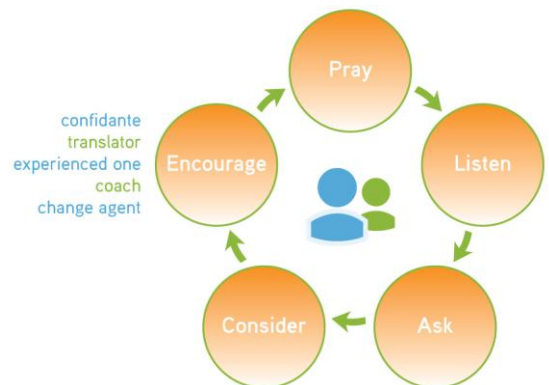 Pray
Listen
Ask
Consider
Encourage
confidante
translator
experienced one
coach
change agent